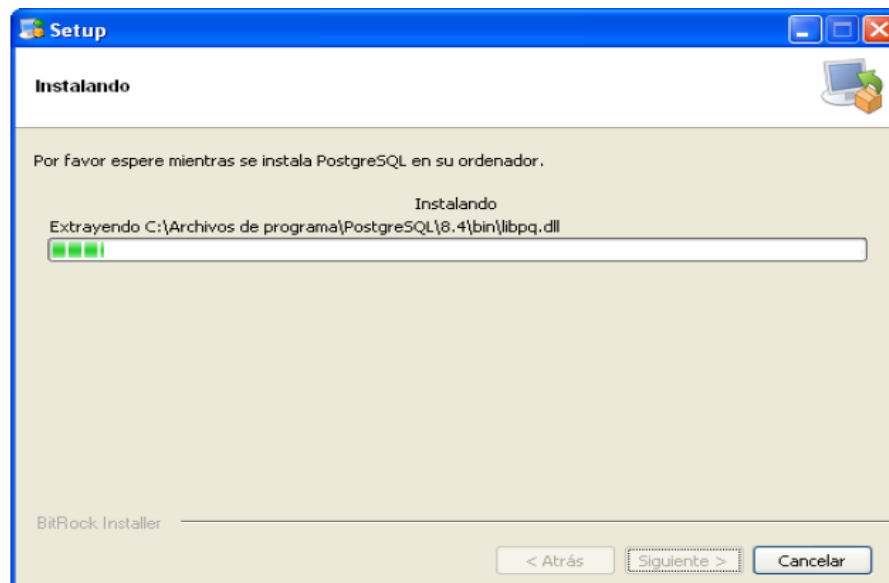 Setup
Instalando
Por favor espere mientras se instala PostgreSQL en su ordenador.
Instalando
Extrayendo C:\Archivos de programa\PostgreSQL\8.4\bin\libpq.dll
BitRock Installer
< Atrás Siguiente > Cancelar